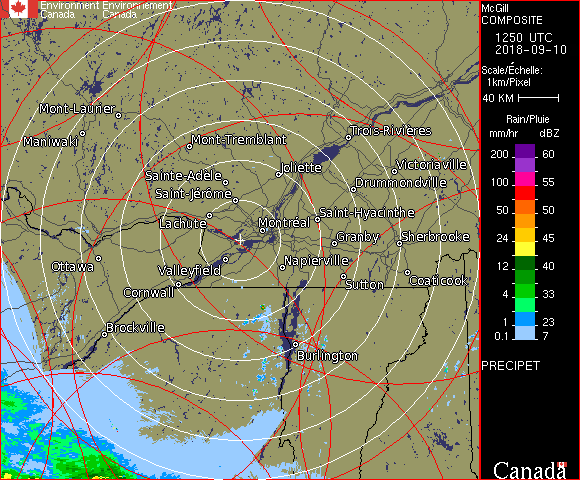 Environment Environnement
Canada Canada
McGill
COMPOSITE
1250 UTC
2018-09-10
Scale/Échelle:
1km/Pixel
40 KM
Rain/Pluie
mm/hr dBZ
200 60
155 55
100 55
50 50
24 45
12 40
4 33
1 23
0.1 7
PRECIPET
Canada
Mont-Laurier
Trois-Rivières
Maniwaki
Mont-Tremblant
Victoriaville
Joliette
Sainte-Adèle
Drummondville
Saint-Jérôme
Saint-Hyacinthe
Lachute
Montréal
Granby
Sherbrooke
Ottawa
Valleyfield
Napierville
Coaticook
Sutton
Cornwall
Brockville
Burlington